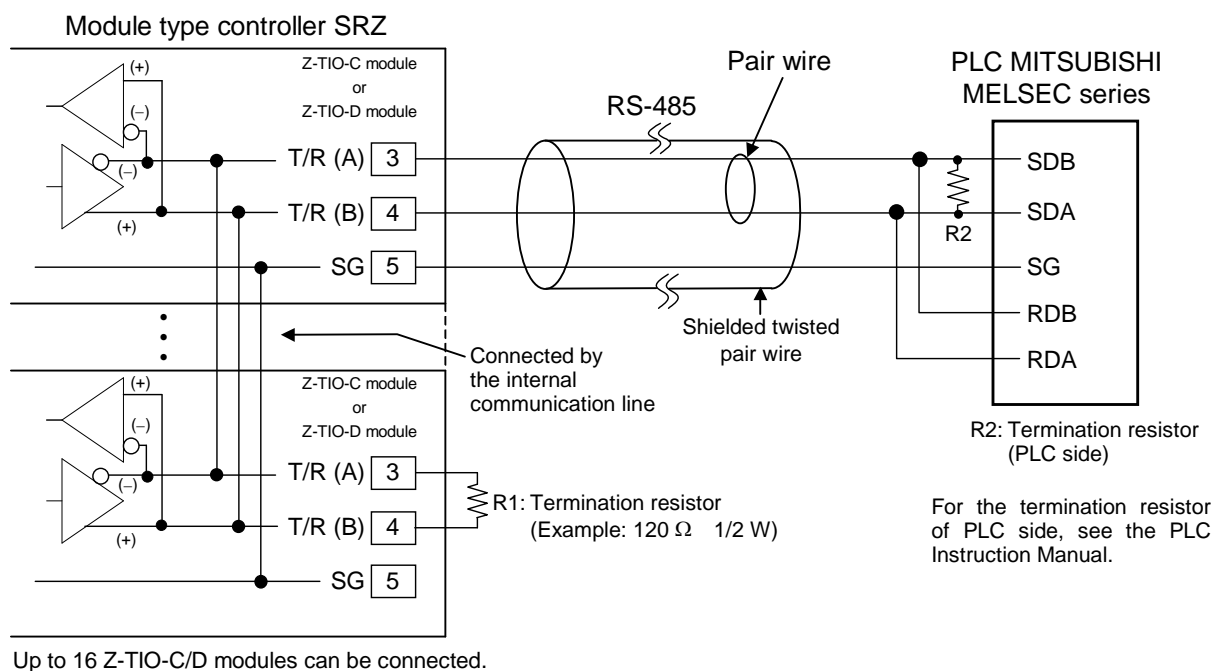 Module type controller SRZ
Z-TIO-C module
or
Z-TIO-D module
(+)
(−)
(−)
(+)
T/R (A) 3
T/R (B) 4
SG 5
RS-485
Pair wire
Shielded twisted
pair wire
PLC MITSUBISHI
MELSEC series
SDB
SDA
SG
RDB
RDA
R2
Connected by
the internal
communication line
Z-TIO-C module
or
Z-TIO-D module
(+)
(−)
(−)
(+)
T/R (A) 3
T/R (B) 4
SG 5
R1: Termination resistor
(Example: 120 Ω 1/2 W)
R2: Termination resistor
(PLC side)
For the termination resistor
of PLC side, see the PLC
Instruction Manual.
Up to 16 Z-TIO-C/D modules can be connected.